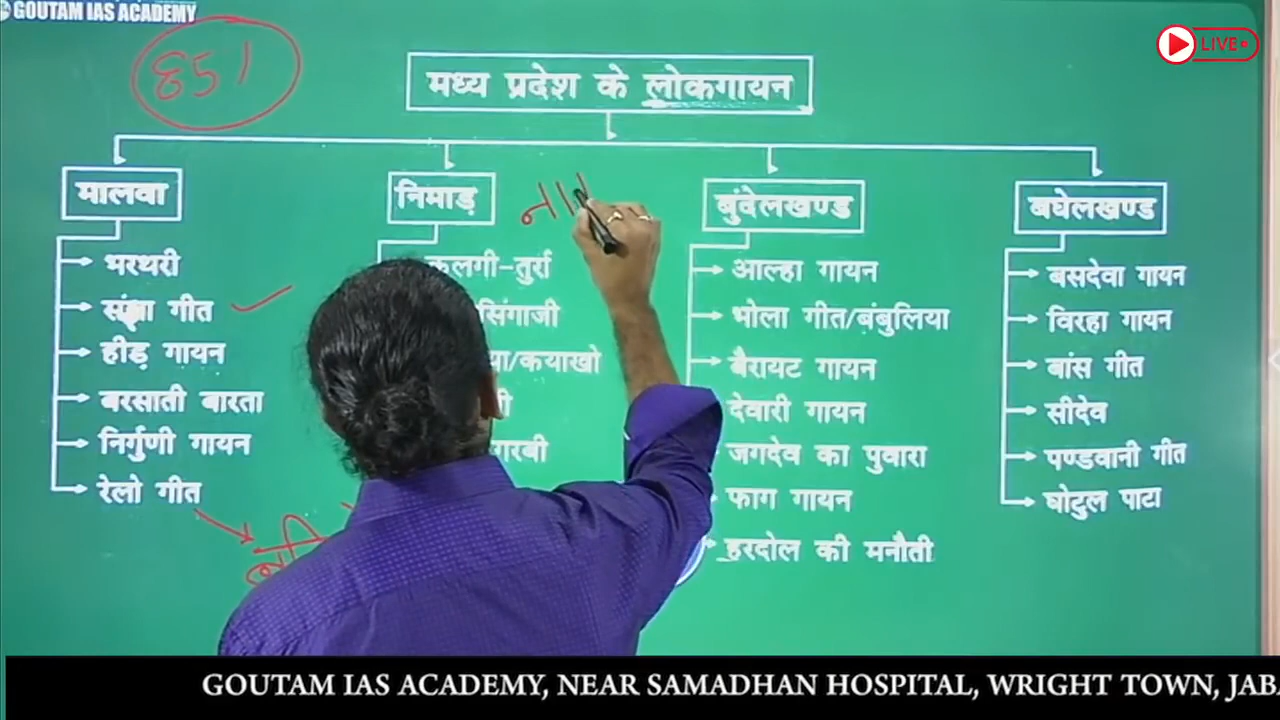 GOUTAM IAS ACADEMY
LIVE
851
मध्य प्रदेश के लोकगायन
मालवा
भरथरी
संझा गीत
हीड़ गायन
बरसाती बारता
निर्गुणी गायन
रेलो गीत
निमाड़
कलगी-तुर्रा
सिंगाजी
या/कयाखो
गरबी
बुंदेलखण्ड
आल्हा गायन
भोला गीत/बंबुलिया
बैरायट गायन
देवारी गायन
जगदेव का पुवारा
फाग गायन
हरदोल की मनौती
बघेलखण्ड
बसदेवा गायन
विरहा गायन
बांस गीत
सीदेव
पण्डवानी गीत
घोटुल पाटा
GOUTAM IAS ACADEMY, NEAR SAMADHAN HOSPITAL, WRIGHT TOWN, JAB